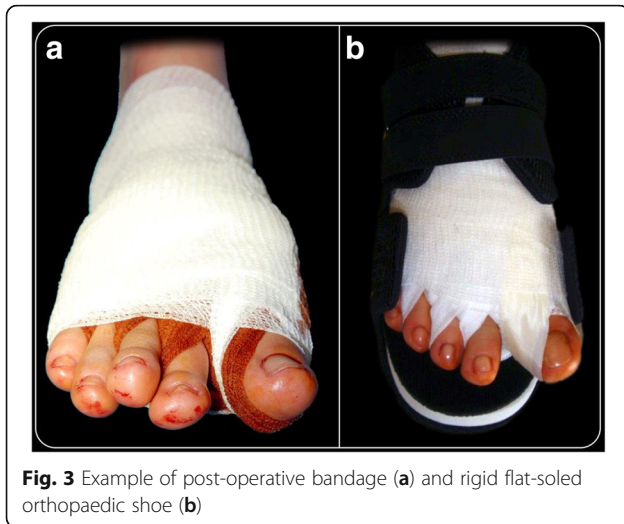 a
b
Fig. 3 Example of post-operative bandage (a) and rigid flat-soled
orthopaedic shoe (b)